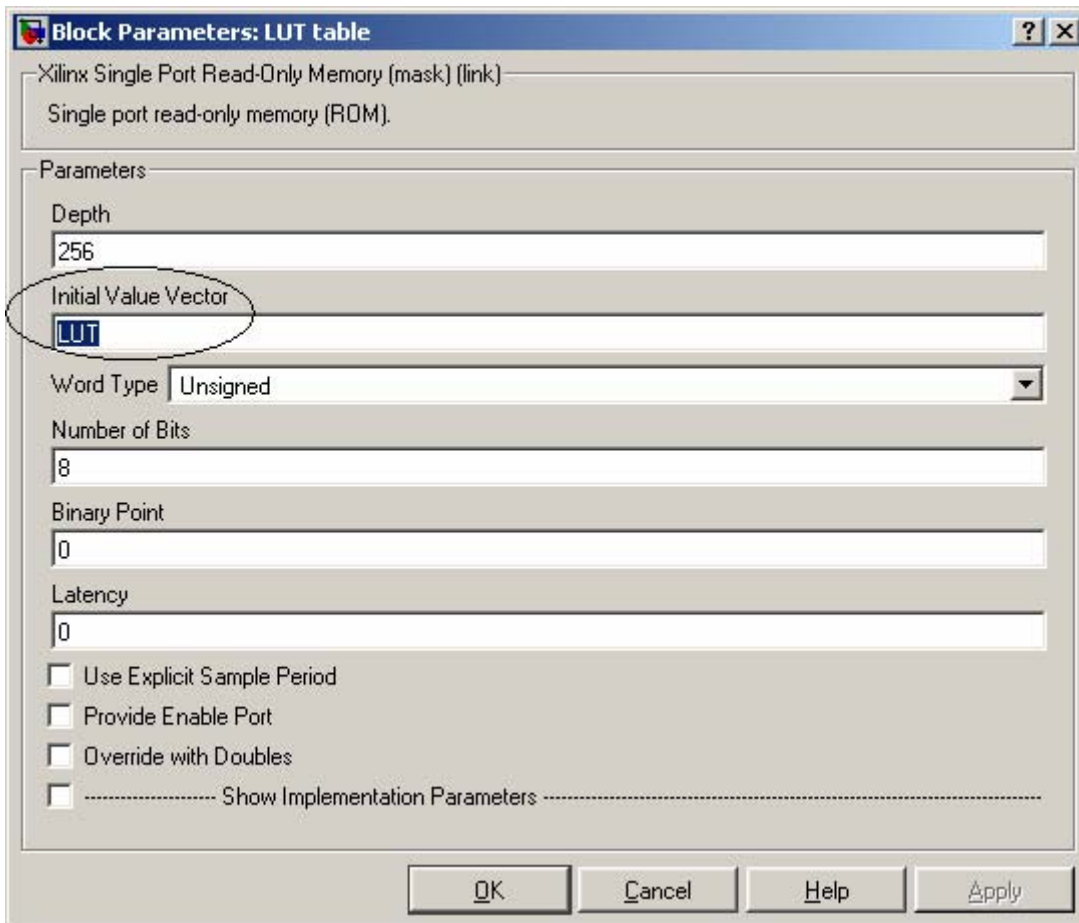 Block Parameters: LUT table
Xilinx Single Port Read-Only Memory (mask) (link)
Single port read-only memory (ROM).
Parameters
Depth
256
Initial Value Vector
LUT
Word Type Unsigned
Number of Bits
8
Binary Point
0
Latency
0
Use Explicit Sample Period
Provide Enable Port
Override with Doubles
--------------------- Show Implementation Parameters ---------------------
OK Cancel Help Apply